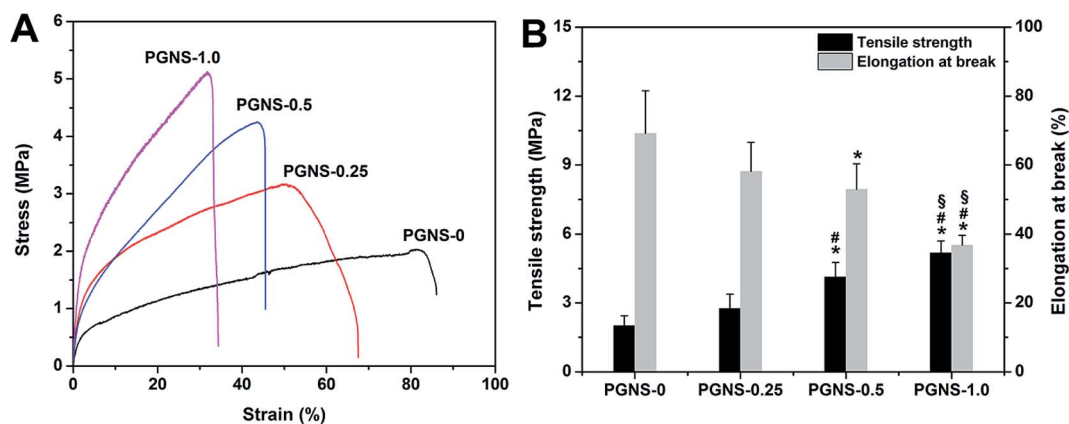 A
Stress (MPa)
6
5
4
3
2
1
0
PGNS-1.0
PGNS-0.5
PGNS-0.25
PGNS-0
0
20
40
60
80
100
Strain (%)
B
Tensile strength (MPa)
15
12
9
6
3
0
Tensile strength
Elongation at break
#
*
*
§
#
*
§
#
*
PGNS-0
PGNS-0.25
PGNS-0.5
PGNS-1.0
100
80
60
40
20
0
Elongation at break (%)